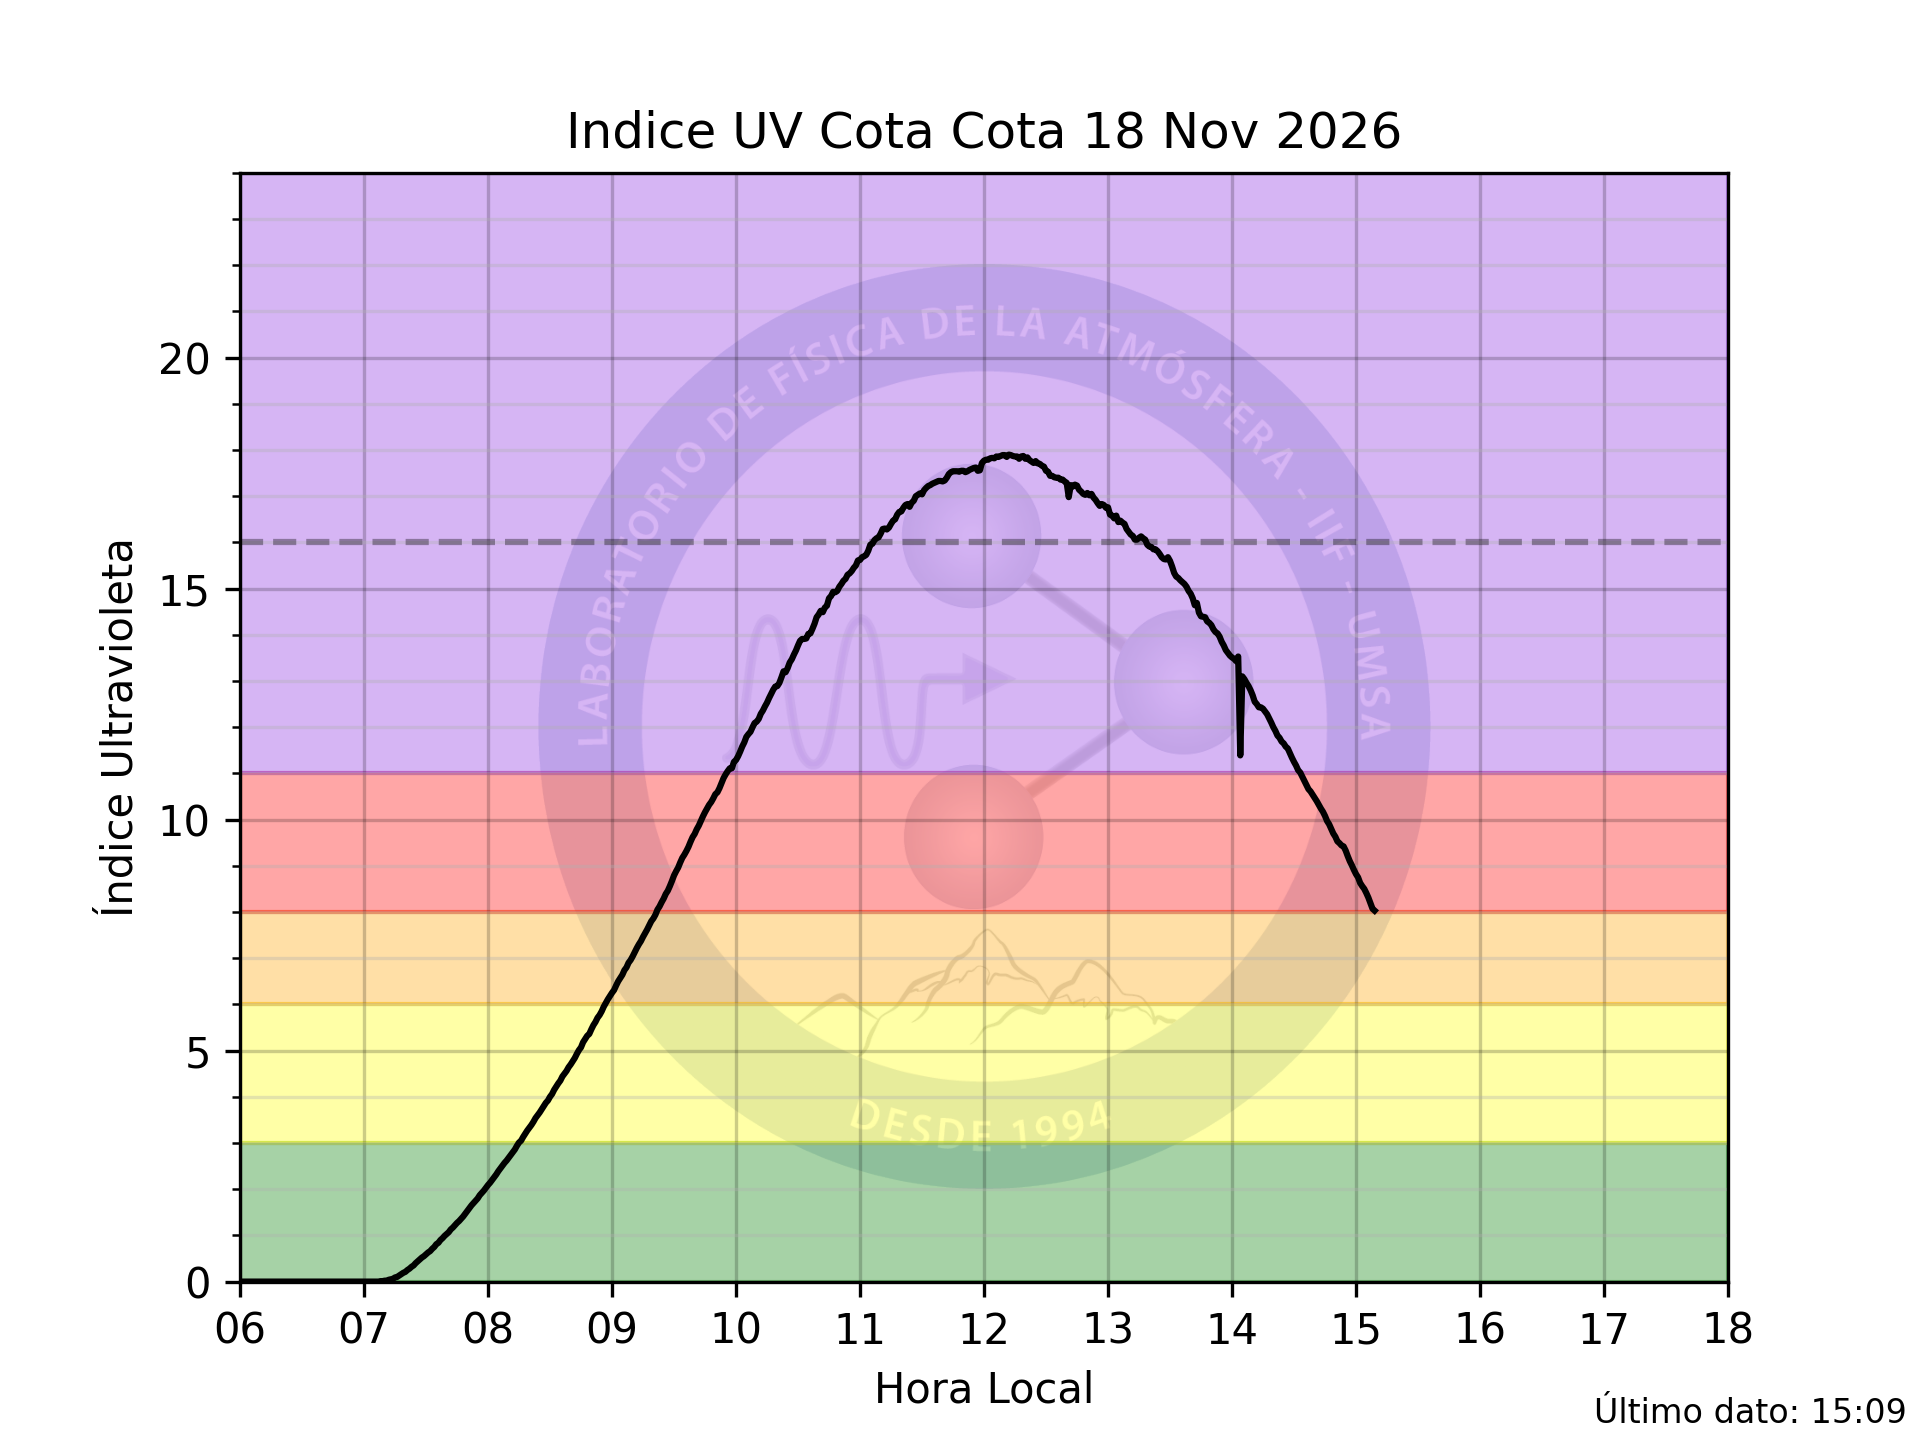 Indice UV Cota Cota 18 Nov 2026
Índice Ultravioleta
20
15
10
5
0
LABORATORIO DE FÍSICA DE LA ATMÓSFERA - IIF - UMSA
DESDE 1994
06 07 08 09 10 11 12 13 14 15 16 17 18
Hora Local
Último dato: 15:09